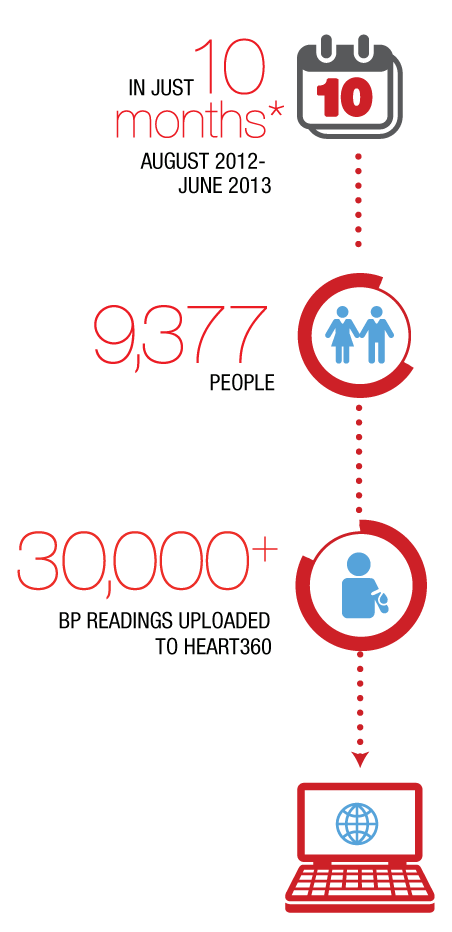 IN JUST 10
months*
10
AUGUST 2012-
JUNE 2013
9,377
PEOPLE
30,000+
BP READINGS UPLOADED
TO HEART360